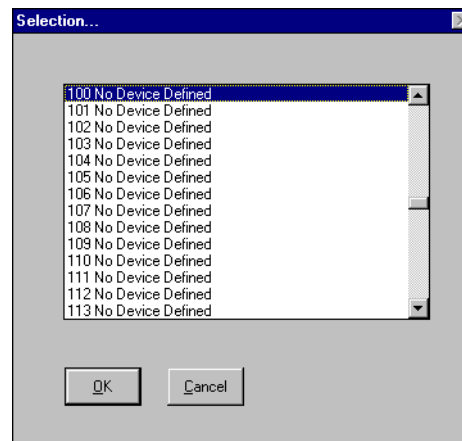 Selection...
100 No Device Defined
101 No Device Defined
102 No Device Defined
103 No Device Defined
104 No Device Defined
105 No Device Defined
106 No Device Defined
107 No Device Defined
108 No Device Defined
109 No Device Defined
110 No Device Defined
111 No Device Defined
112 No Device Defined
113 No Device Defined
OK Cancel